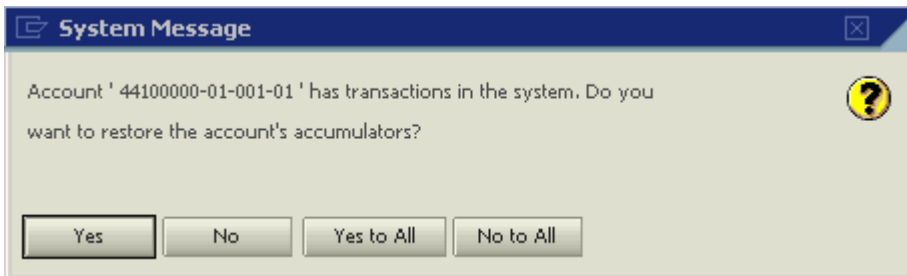 System Message
Account ' 44100000-01-001-01 ' has transactions in the system. Do you
want to restore the account's accumulators?
?
Yes No Yes to All No to All